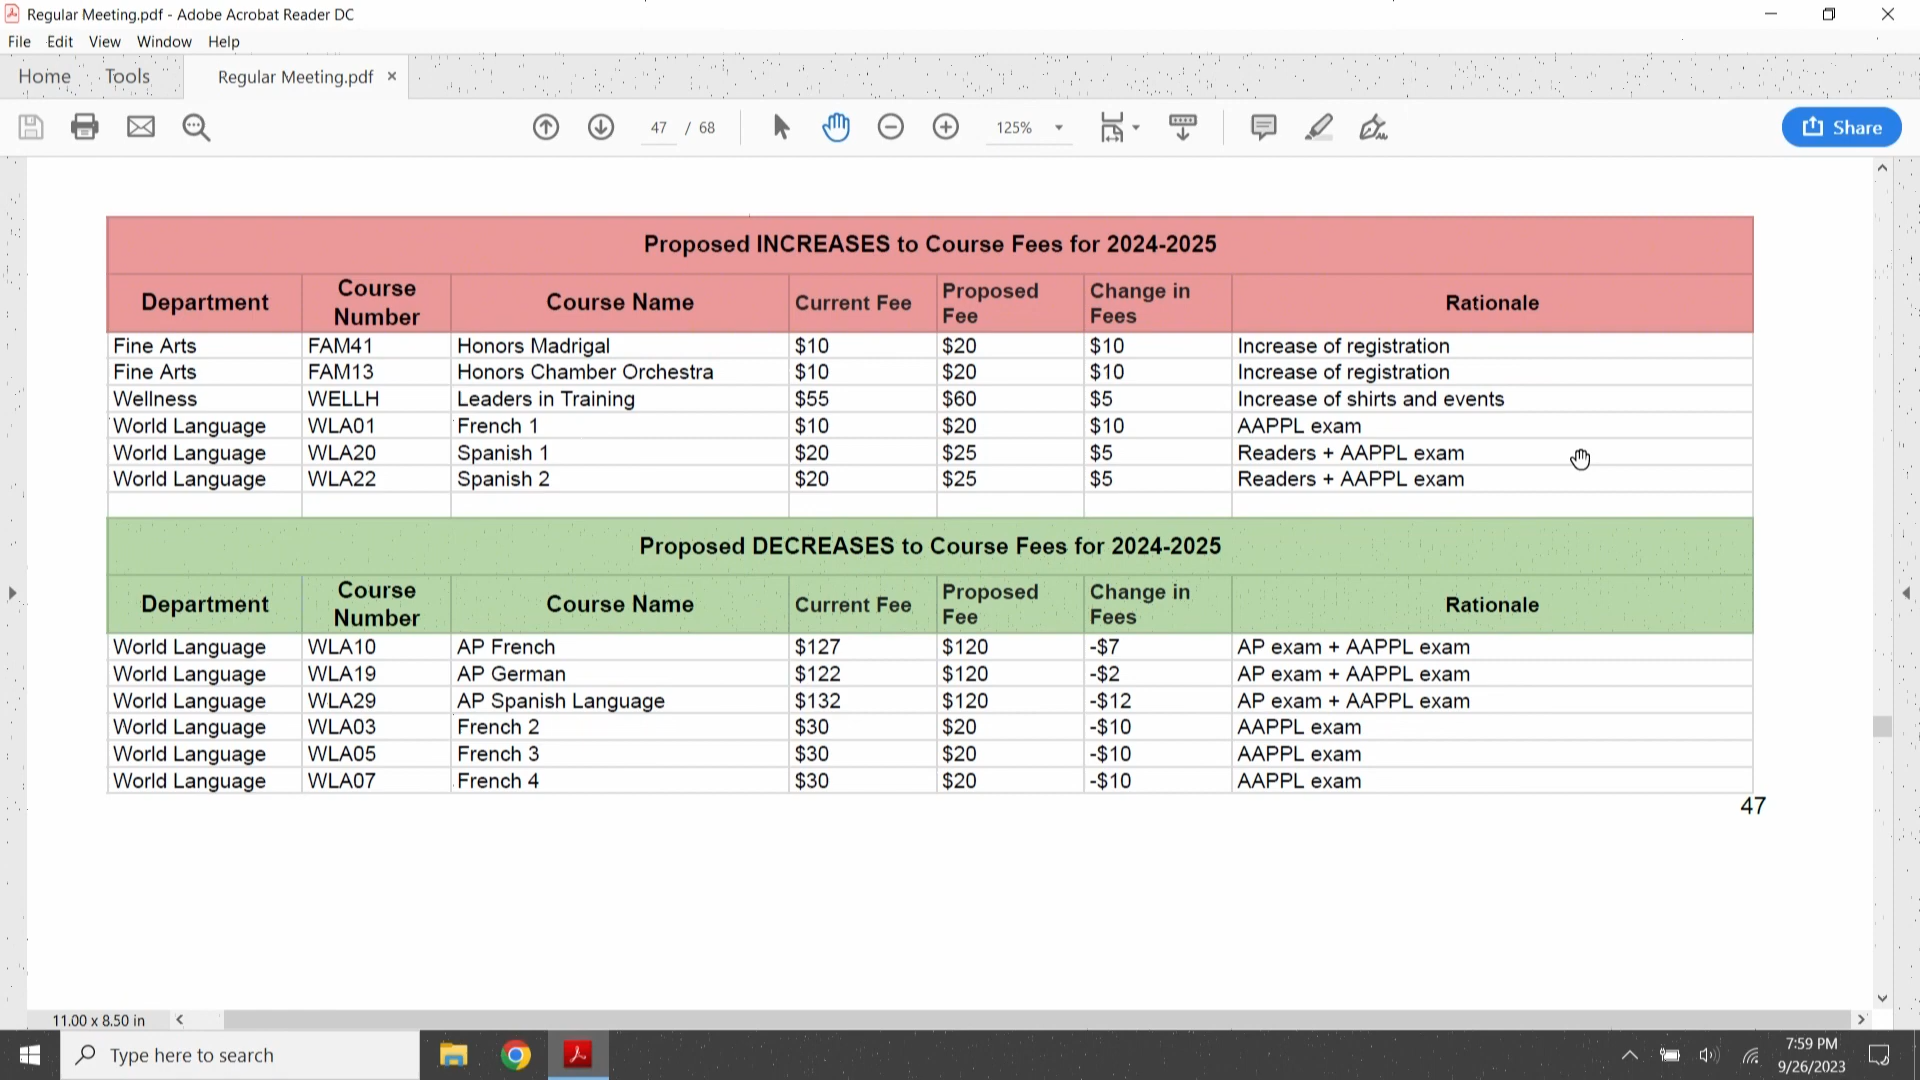 Regular Meeting.pdf - Adobe Acrobat Reader DC
File Edit View Window Help
Home Tools Regular Meeting.pdf ×
47 / 68 125% Share
Proposed INCREASES to Course Fees for 2024-2025
Department Course Number Course Name Current Fee Proposed Fee Change in Fees Rationale
Fine Arts FAM41 Honors Madrigal $10 $20 $10 Increase of registration
Fine Arts FAM13 Honors Chamber Orchestra $10 $20 $10 Increase of registration
Wellness WELLH Leaders in Training $55 $60 $5 Increase of shirts and events
World Language WLA01 French 1 $10 $20 $10 AAPPL exam
World Language WLA20 Spanish 1 $20 $25 $5 Readers + AAPPL exam
World Language WLA22 Spanish 2 $20 $25 $5 Readers + AAPPL exam
Proposed DECREASES to Course Fees for 2024-2025
Department Course Number Course Name Current Fee Proposed Fee Change in Fees Rationale
World Language WLA10 AP French $127 $120 -$7 AP exam + AAPPL exam
World Language WLA19 AP German $122 $120 -$2 AP exam + AAPPL exam
World Language WLA29 AP Spanish Language $132 $120 -$12 AP exam + AAPPL exam
World Language WLA03 French 2 $30 $20 -$10 AAPPL exam
World Language WLA05 French 3 $30 $20 -$10 AAPPL exam
World Language WLA07 French 4 $30 $20 -$10 AAPPL exam
47
11.00 x 8.50 in
Type here to search
7:59 PM
9/26/2023